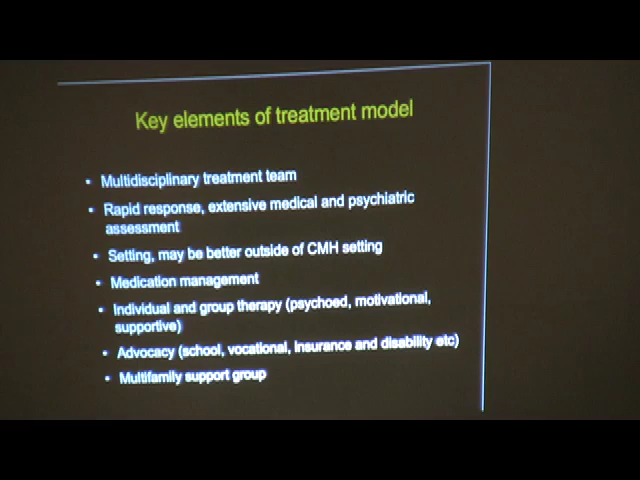 Key elements of treatment model
• Multidisciplinary treatment team
• Rapid response, extensive medical and psychiatric
assessment
• Setting, may be better outside of CMH setting
• Medication management
• Individual and group therapy (psychoed, motivational,
supportive)
• Advocacy (school, vocational, insurance and disability etc)
• Multifamily support group